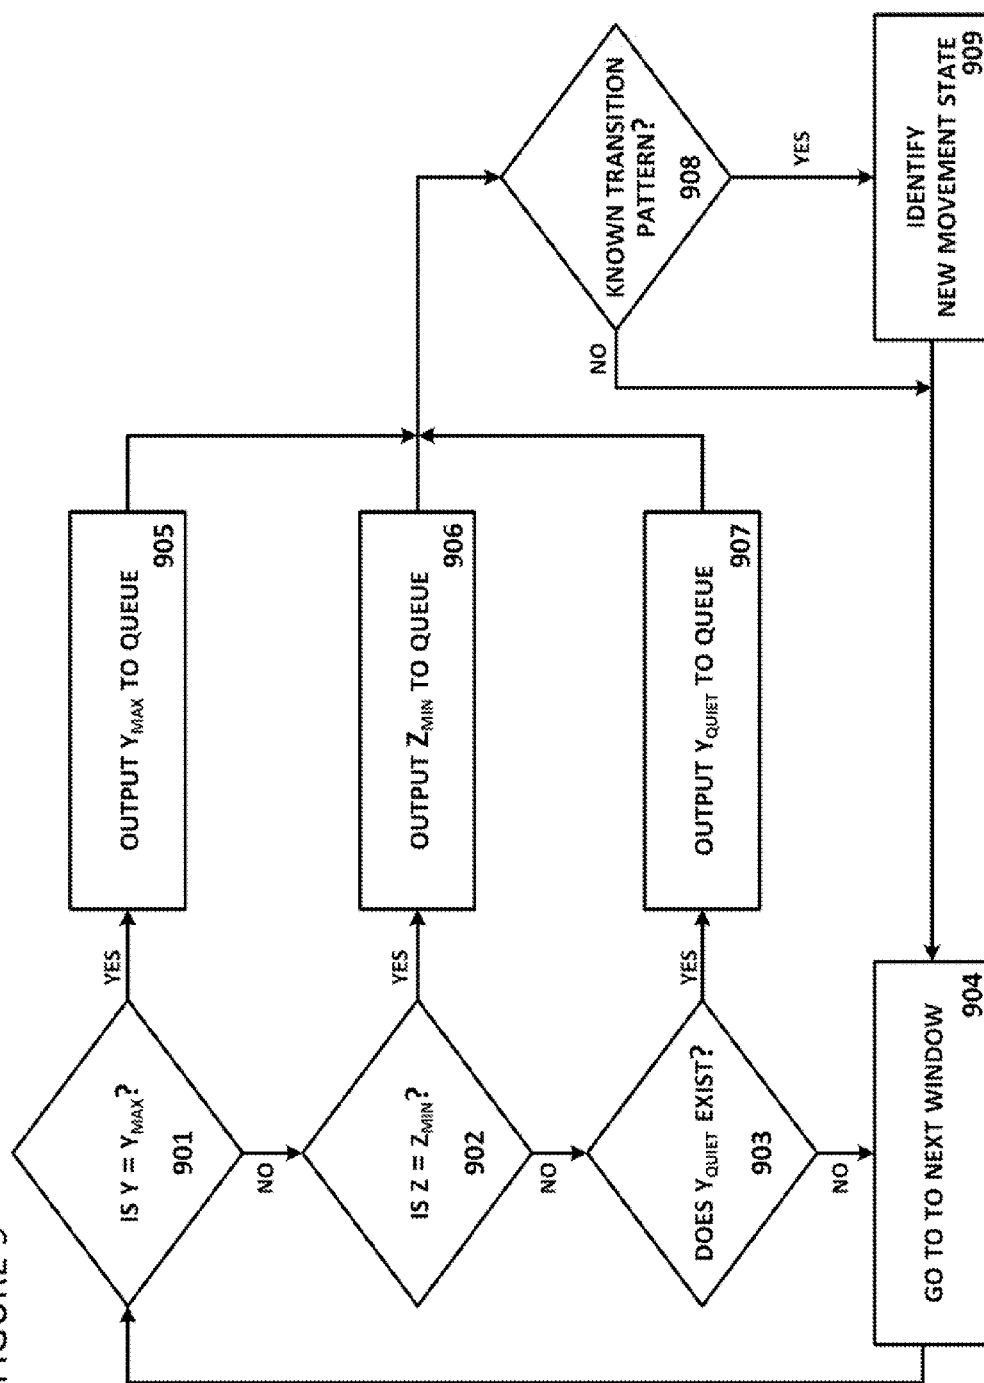 FIGURE 9
IS Y = YMAX?
901
YES
NO
OUTPUT YMAX TO QUEUE
905
IS Z = ZMIN?
902
YES
NO
OUTPUT ZMIN TO QUEUE
906
DOES YQUIET EXIST?
903
YES
NO
OUTPUT YQUIET TO QUEUE
907
KNOWN TRANSITION
PATTERN?
908
NO
YES
GO TO TO NEXT WINDOW
904
IDENTIFY
NEW MOVEMENT STATE
909